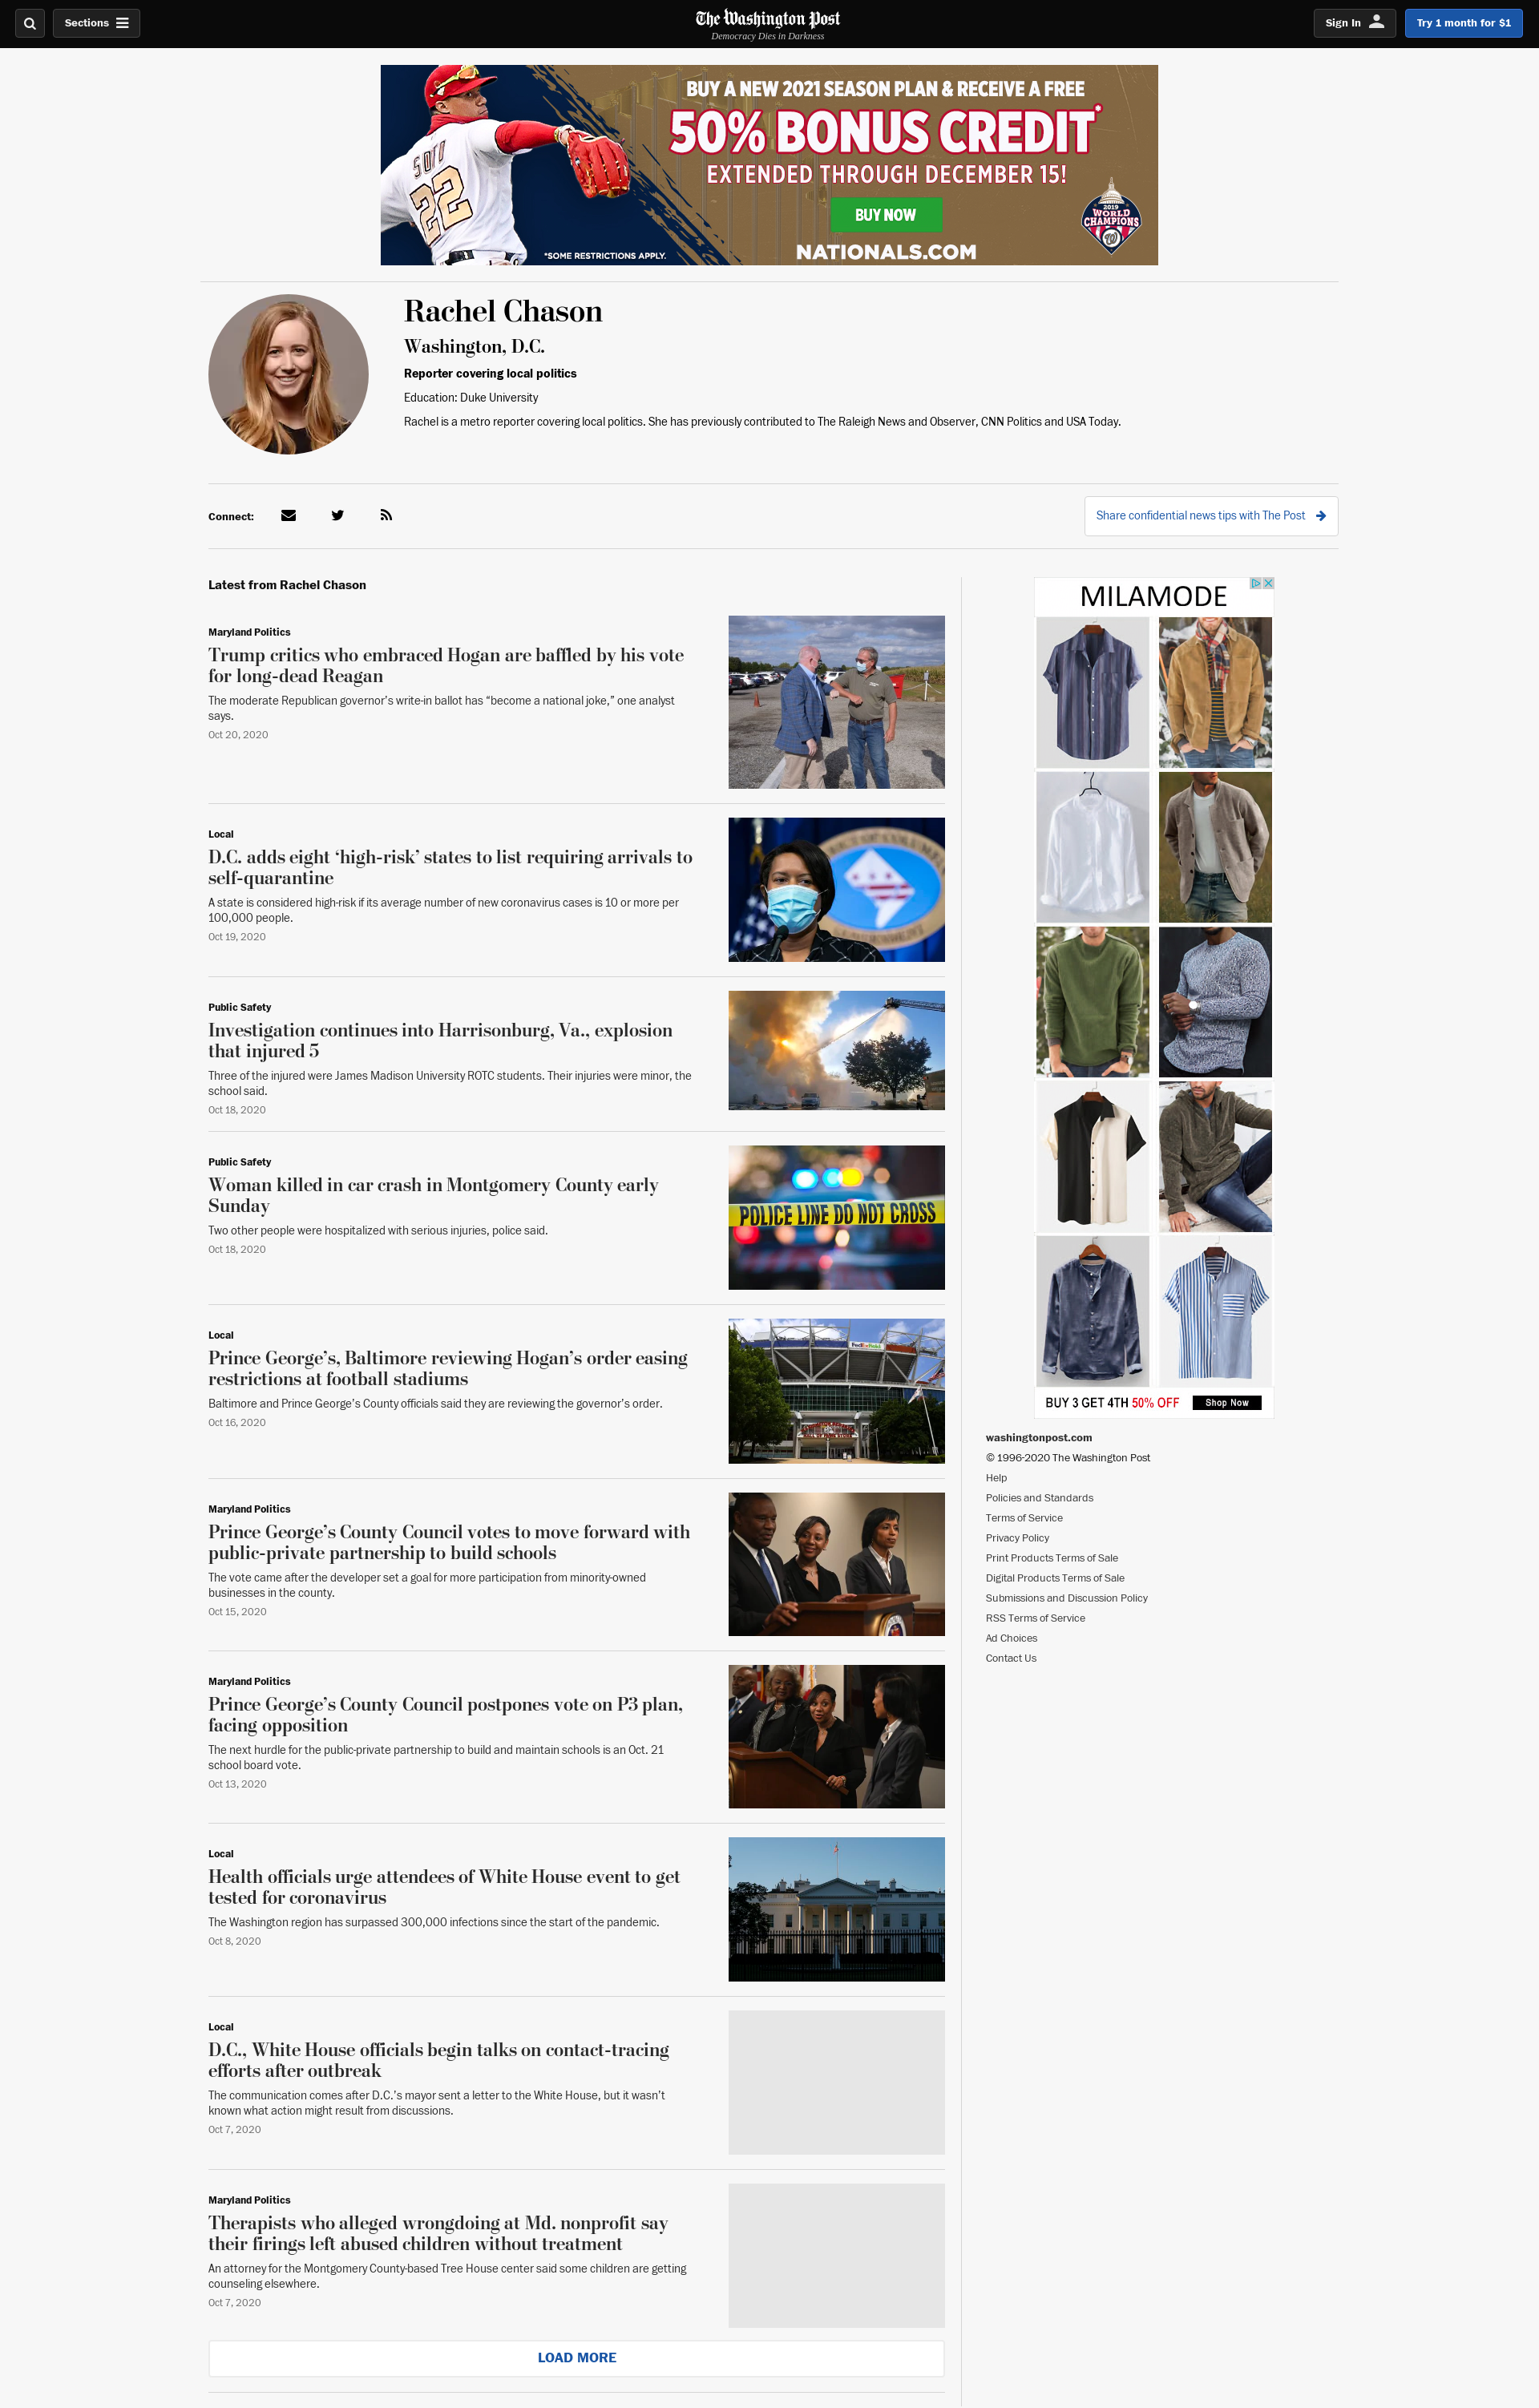 Sections
The Washington Post
Democracy Dies in Darkness
Sign In
Try 1 month for $1
BUY A NEW 2021 SEASON PLAN & RECEIVE A FREE
50% BONUS CREDIT*
EXTENDED THROUGH DECEMBER 15!
BUY NOW
*SOME RESTRICTIONS APPLY.
NATIONALS.COM
2019
WORLD
CHAMPIONS
SOTO
22
Rachel Chason
Washington, D.C.
Reporter covering local politics
Education: Duke University
Rachel is a metro reporter covering local politics. She has previously contributed to The Raleigh News and Observer, CNN Politics and USA Today.
Connect:
Share confidential news tips with The Post
Latest from Rachel Chason
Maryland Politics
Trump critics who embraced Hogan are baffled by his vote
for long-dead Reagan
The moderate Republican governor’s write-in ballot has “become a national joke,” one analyst
says.
Oct 20, 2020
Local
D.C. adds eight ‘high-risk’ states to list requiring arrivals to
self-quarantine
A state is considered high-risk if its average number of new coronavirus cases is 10 or more per
100,000 people.
Oct 19, 2020
Public Safety
Investigation continues into Harrisonburg, Va., explosion
that injured 5
Three of the injured were James Madison University ROTC students. Their injuries were minor, the
school said.
Oct 18, 2020
Public Safety
Woman killed in car crash in Montgomery County early
Sunday
Two other people were hospitalized with serious injuries, police said.
Oct 18, 2020
POLICE LINE DO NOT CROSS
Local
Prince George’s, Baltimore reviewing Hogan’s order easing
restrictions at football stadiums
Baltimore and Prince George’s County officials said they are reviewing the governor’s order.
Oct 16, 2020
FedExField
Maryland Politics
Prince George’s County Council votes to move forward with
public-private partnership to build schools
The vote came after the developer set a goal for more participation from minority-owned
businesses in the county.
Oct 15, 2020
Maryland Politics
Prince George’s County Council postpones vote on P3 plan,
facing opposition
The next hurdle for the public-private partnership to build and maintain schools is an Oct. 21
school board vote.
Oct 13, 2020
Local
Health officials urge attendees of White House event to get
tested for coronavirus
The Washington region has surpassed 300,000 infections since the start of the pandemic.
Oct 8, 2020
Local
D.C., White House officials begin talks on contact-tracing
efforts after outbreak
The communication comes after D.C.’s mayor sent a letter to the White House, but it wasn’t
known what action might result from discussions.
Oct 7, 2020
Maryland Politics
Therapists who alleged wrongdoing at Md. nonprofit say
their firings left abused children without treatment
An attorney for the Montgomery County-based Tree House center said some children are getting
counseling elsewhere.
Oct 7, 2020
LOAD MORE
MILAMODE
BUY 3 GET 4TH 50% OFF
Shop Now
washingtonpost.com
© 1996-2020 The Washington Post
Help
Policies and Standards
Terms of Service
Privacy Policy
Print Products Terms of Sale
Digital Products Terms of Sale
Submissions and Discussion Policy
RSS Terms of Service
Ad Choices
Contact Us